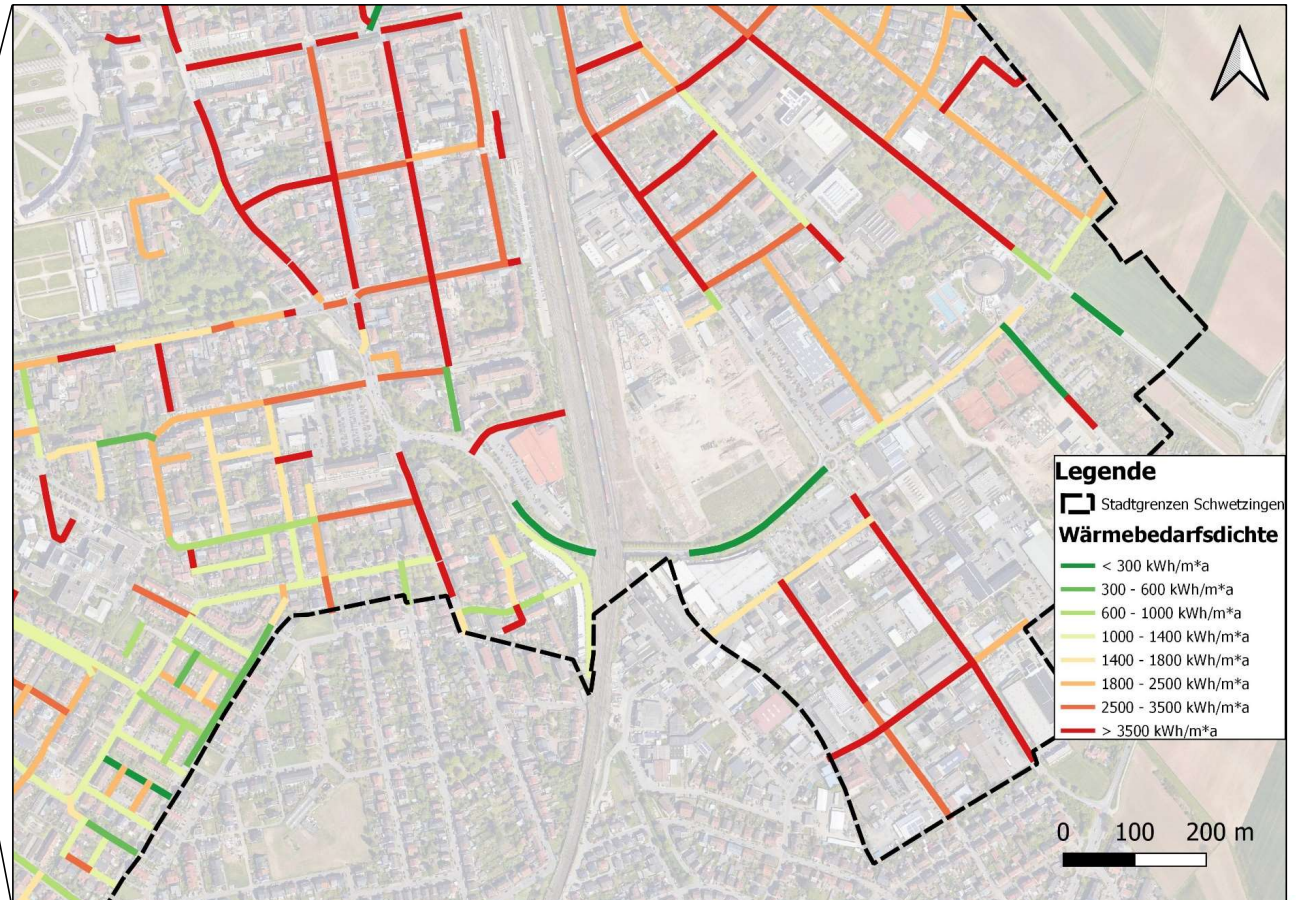 Legende
Stadtgrenzen Schwetzingen
Wärmebedarfsdichte
< 300 kWh/m*a
300 - 600 kWh/m*a
600 - 1000 kWh/m*a
1000 - 1400 kWh/m*a
1400 - 1800 kWh/m*a
1800 - 2500 kWh/m*a
2500 - 3500 kWh/m*a
> 3500 kWh/m*a
0 100 200 m